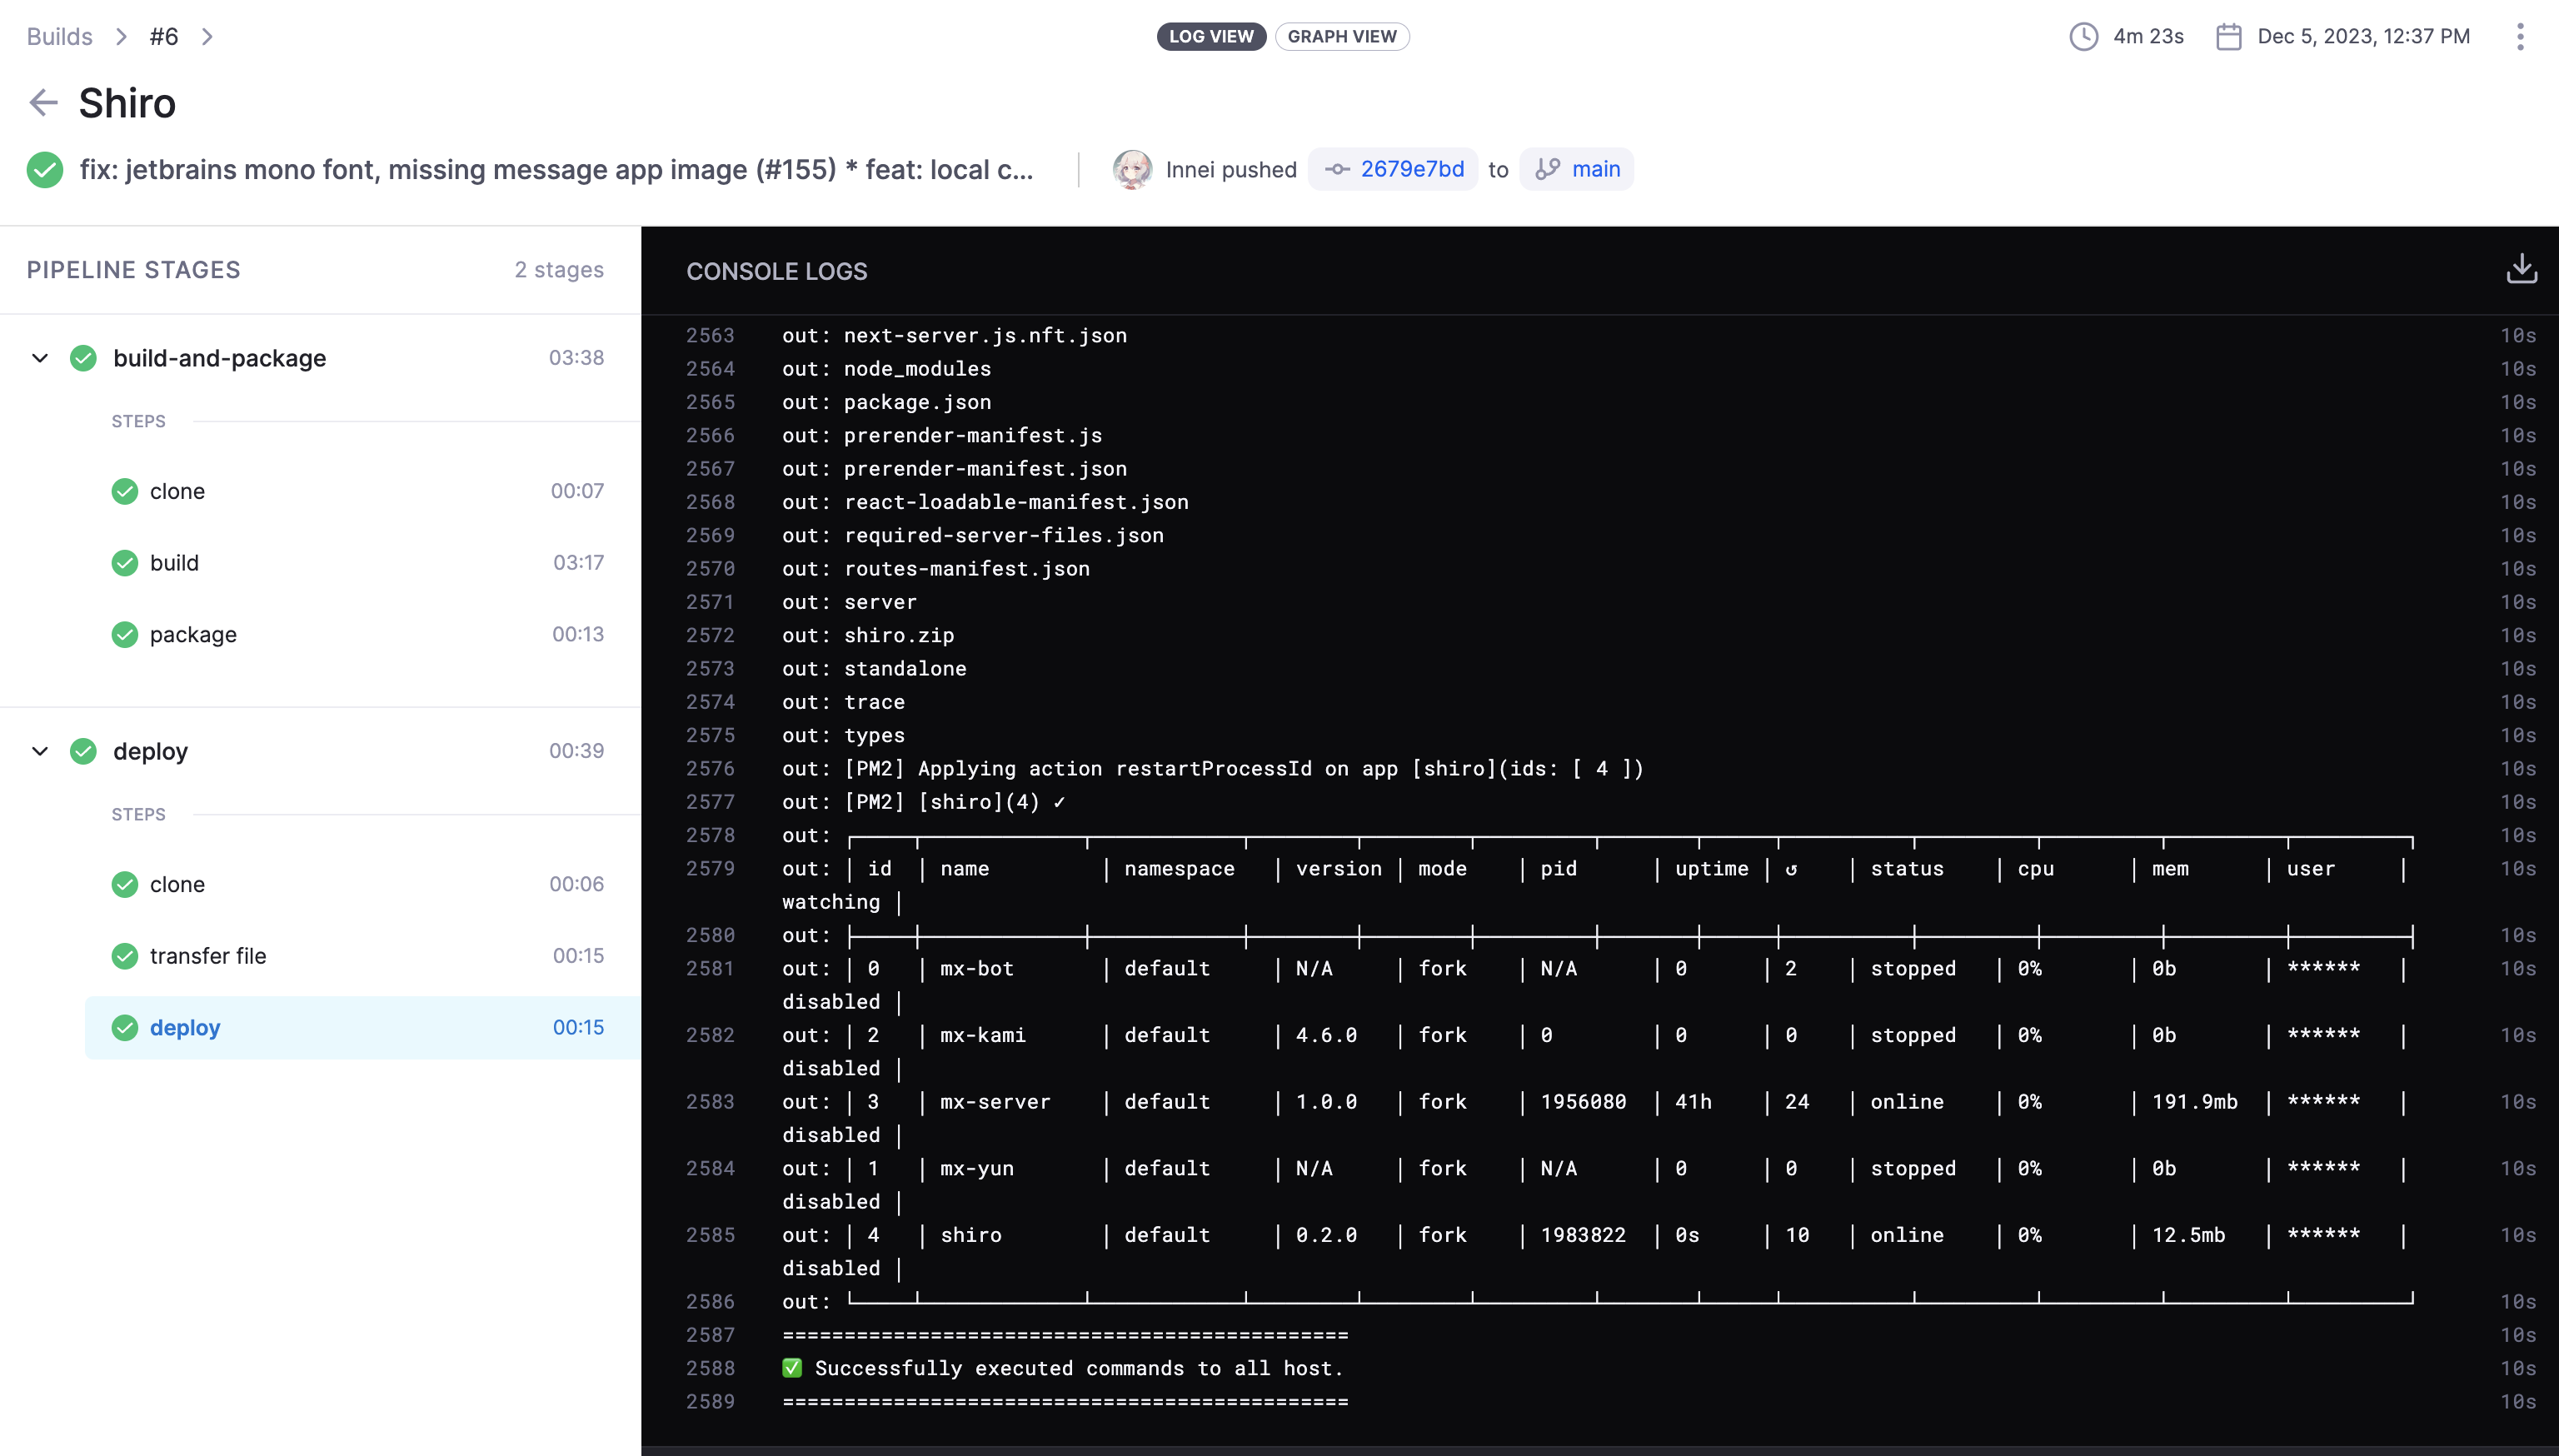 Builds > #6 >
LOG VIEW GRAPH VIEW
4m 23s Dec 5, 2023, 12:37 PM
Shiro
fix: jetbrains mono font, missing message app image (#155) * feat: local c...
Innei pushed 2679e7bd to main
PIPELINE STAGES 2 stages
build-and-package 03:38
STEPS
clone 00:07
build 03:17
package 00:13
deploy 00:39
STEPS
clone 00:06
transfer file 00:15
deploy 00:15
CONSOLE LOGS
2563 out: next-server.js.nft.json 10s
2564 out: node_modules 10s
2565 out: package.json 10s
2566 out: prerender-manifest.js 10s
2567 out: prerender-manifest.json 10s
2568 out: react-loadable-manifest.json 10s
2569 out: required-server-files.json 10s
2570 out: routes-manifest.json 10s
2571 out: server 10s
2572 out: shiro.zip 10s
2573 out: standalone 10s
2574 out: trace 10s
2575 out: types 10s
2576 out: [PM2] Applying action restartProcessId on app [shiro](ids: [ 4 ]) 10s
2577 out: [PM2] [shiro](4) ✓ 10s
2578 out: 10s
2579 out: │ id │ name │ namespace │ version │ mode │ pid │ uptime │ ↺ │ status │ cpu │ mem │ user │ 10s
watching │
2580 out: 10s
2581 out: │ 0 │ mx-bot │ default │ N/A │ fork │ N/A │ 0 │ 2 │ stopped │ 0% │ 0b │ ****** │ 10s
disabled │
2582 out: │ 2 │ mx-kami │ default │ 4.6.0 │ fork │ 0 │ 0 │ 0 │ stopped │ 0% │ 0b │ ****** │ 10s
disabled │
2583 out: │ 3 │ mx-server │ default │ 1.0.0 │ fork │ 1956080 │ 41h │ 24 │ online │ 0% │ 191.9mb │ ****** │ 10s
disabled │
2584 out: │ 1 │ mx-yun │ default │ N/A │ fork │ N/A │ 0 │ 0 │ stopped │ 0% │ 0b │ ****** │ 10s
disabled │
2585 out: │ 4 │ shiro │ default │ 0.2.0 │ fork │ 1983822 │ 0s │ 10 │ online │ 0% │ 12.5mb │ ****** │ 10s
disabled │
2586 out: 10s
2587 ============================================== 10s
2588 ✅ Successfully executed commands to all host. 10s
2589 ============================================== 10s